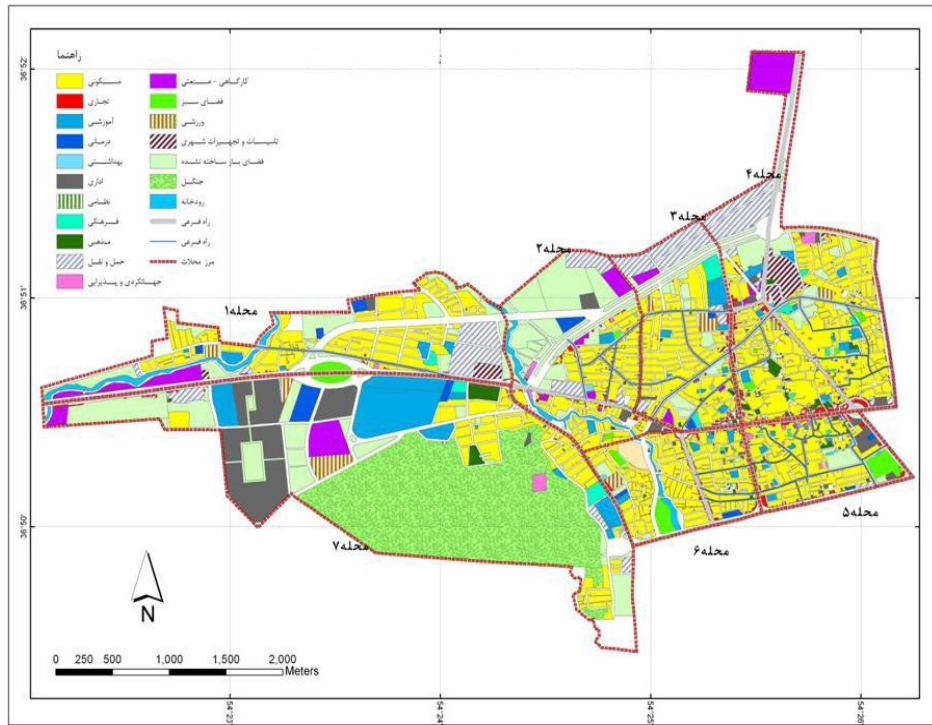 راهنما
مسکونی
تجاری
آموزشی
درمانی
بهداشتی
اداری
نظامی
فرهنگی
مذهبی
حمل و نقل
جهانگردی و پذیرایی
کارگاهی - صنعتی
فضای سبز
ورزشی
تاسیسات و تجهیزات شهری
فضای باز ساخته نشده
جنگل
رودخانه
راه فرعی
راه فرعی
مرز محلات
محله۱
محله۲
محله۳
محله۴
محله۵
محله۶
محله۷
36°52'
36°51'
36°50'
N
0 250 500 1,000 1,500 2,000
Meters
54°23'
54°24'
54°25'
54°26'